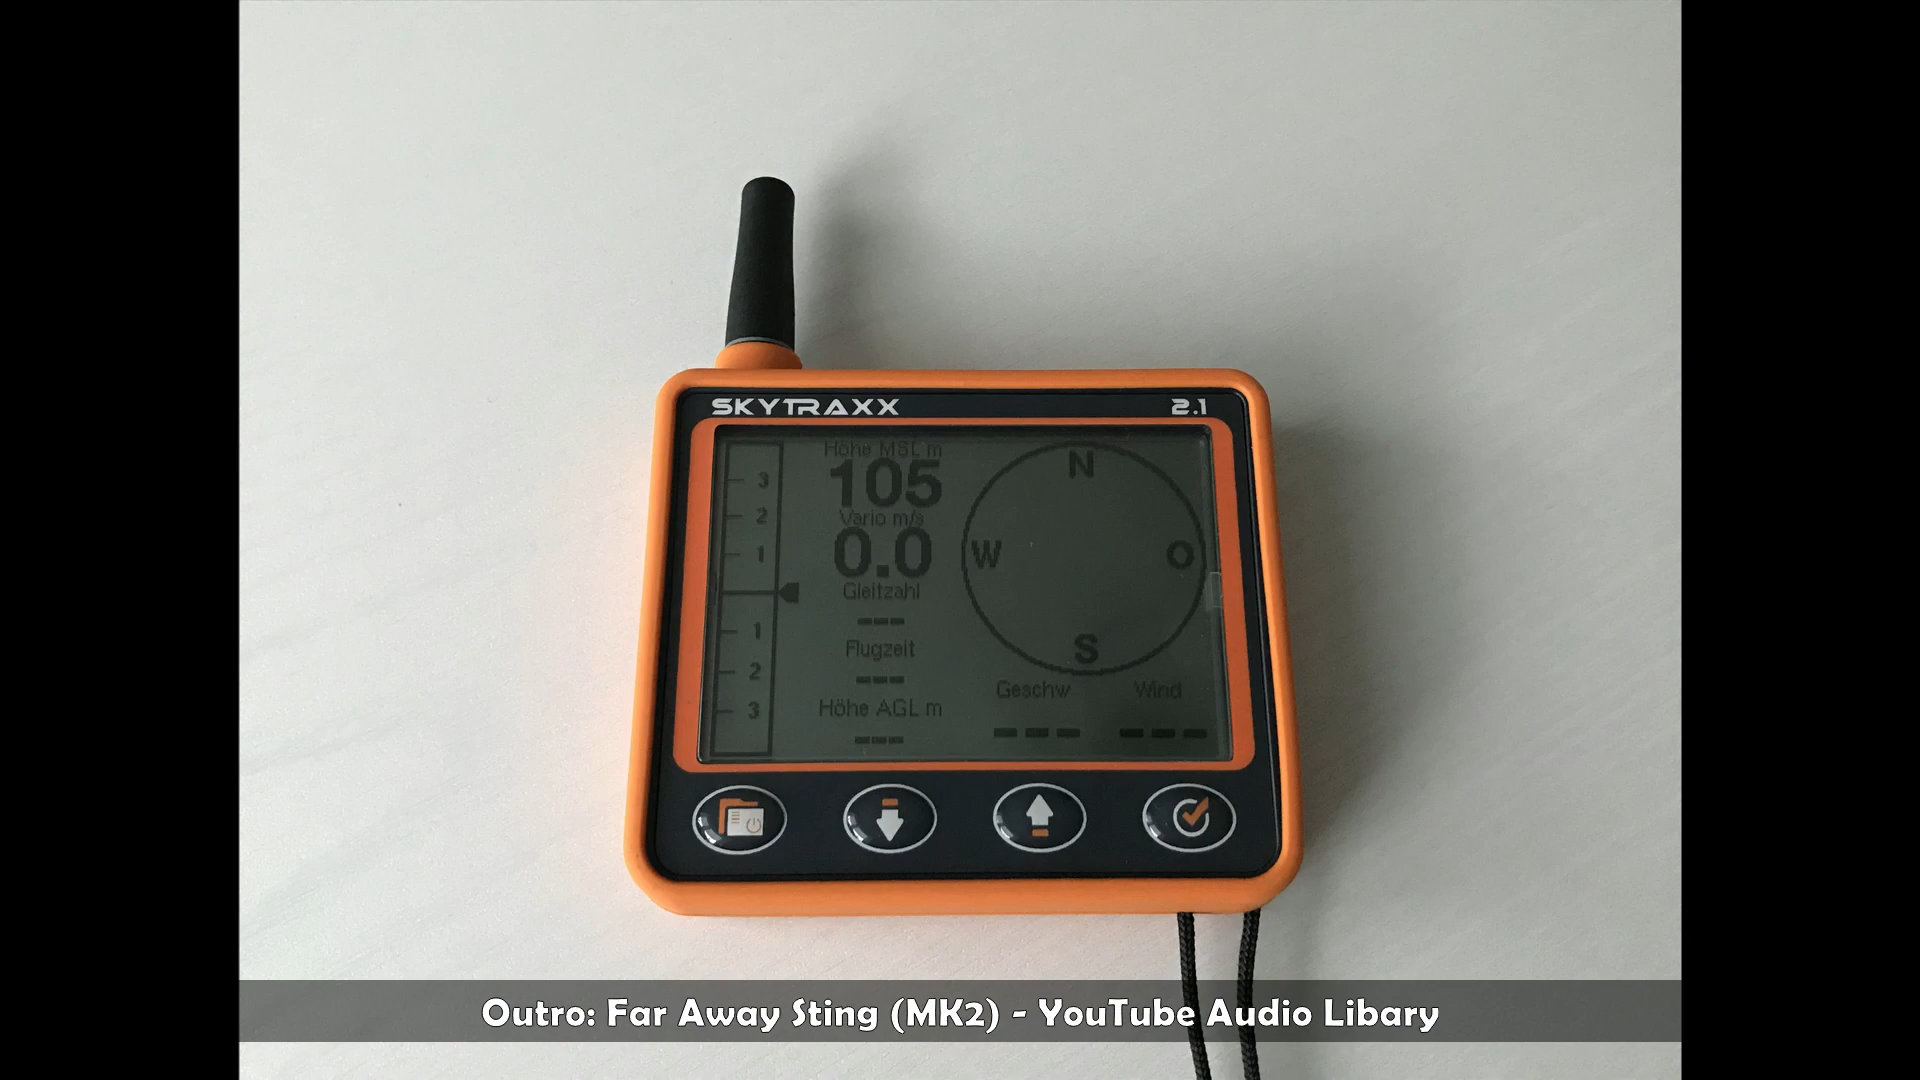 SKYTRAXX 2.1
Höhe MSL m
105
Vario m/s
0.0
Gleitzahl
---
Flugzeit
---
Höhe AGL m
---
3
2
1
1
2
3
N
W O
S
Geschw Wind
--- ---
Outro: Far Away Sting (MK2) - YouTube Audio Libary